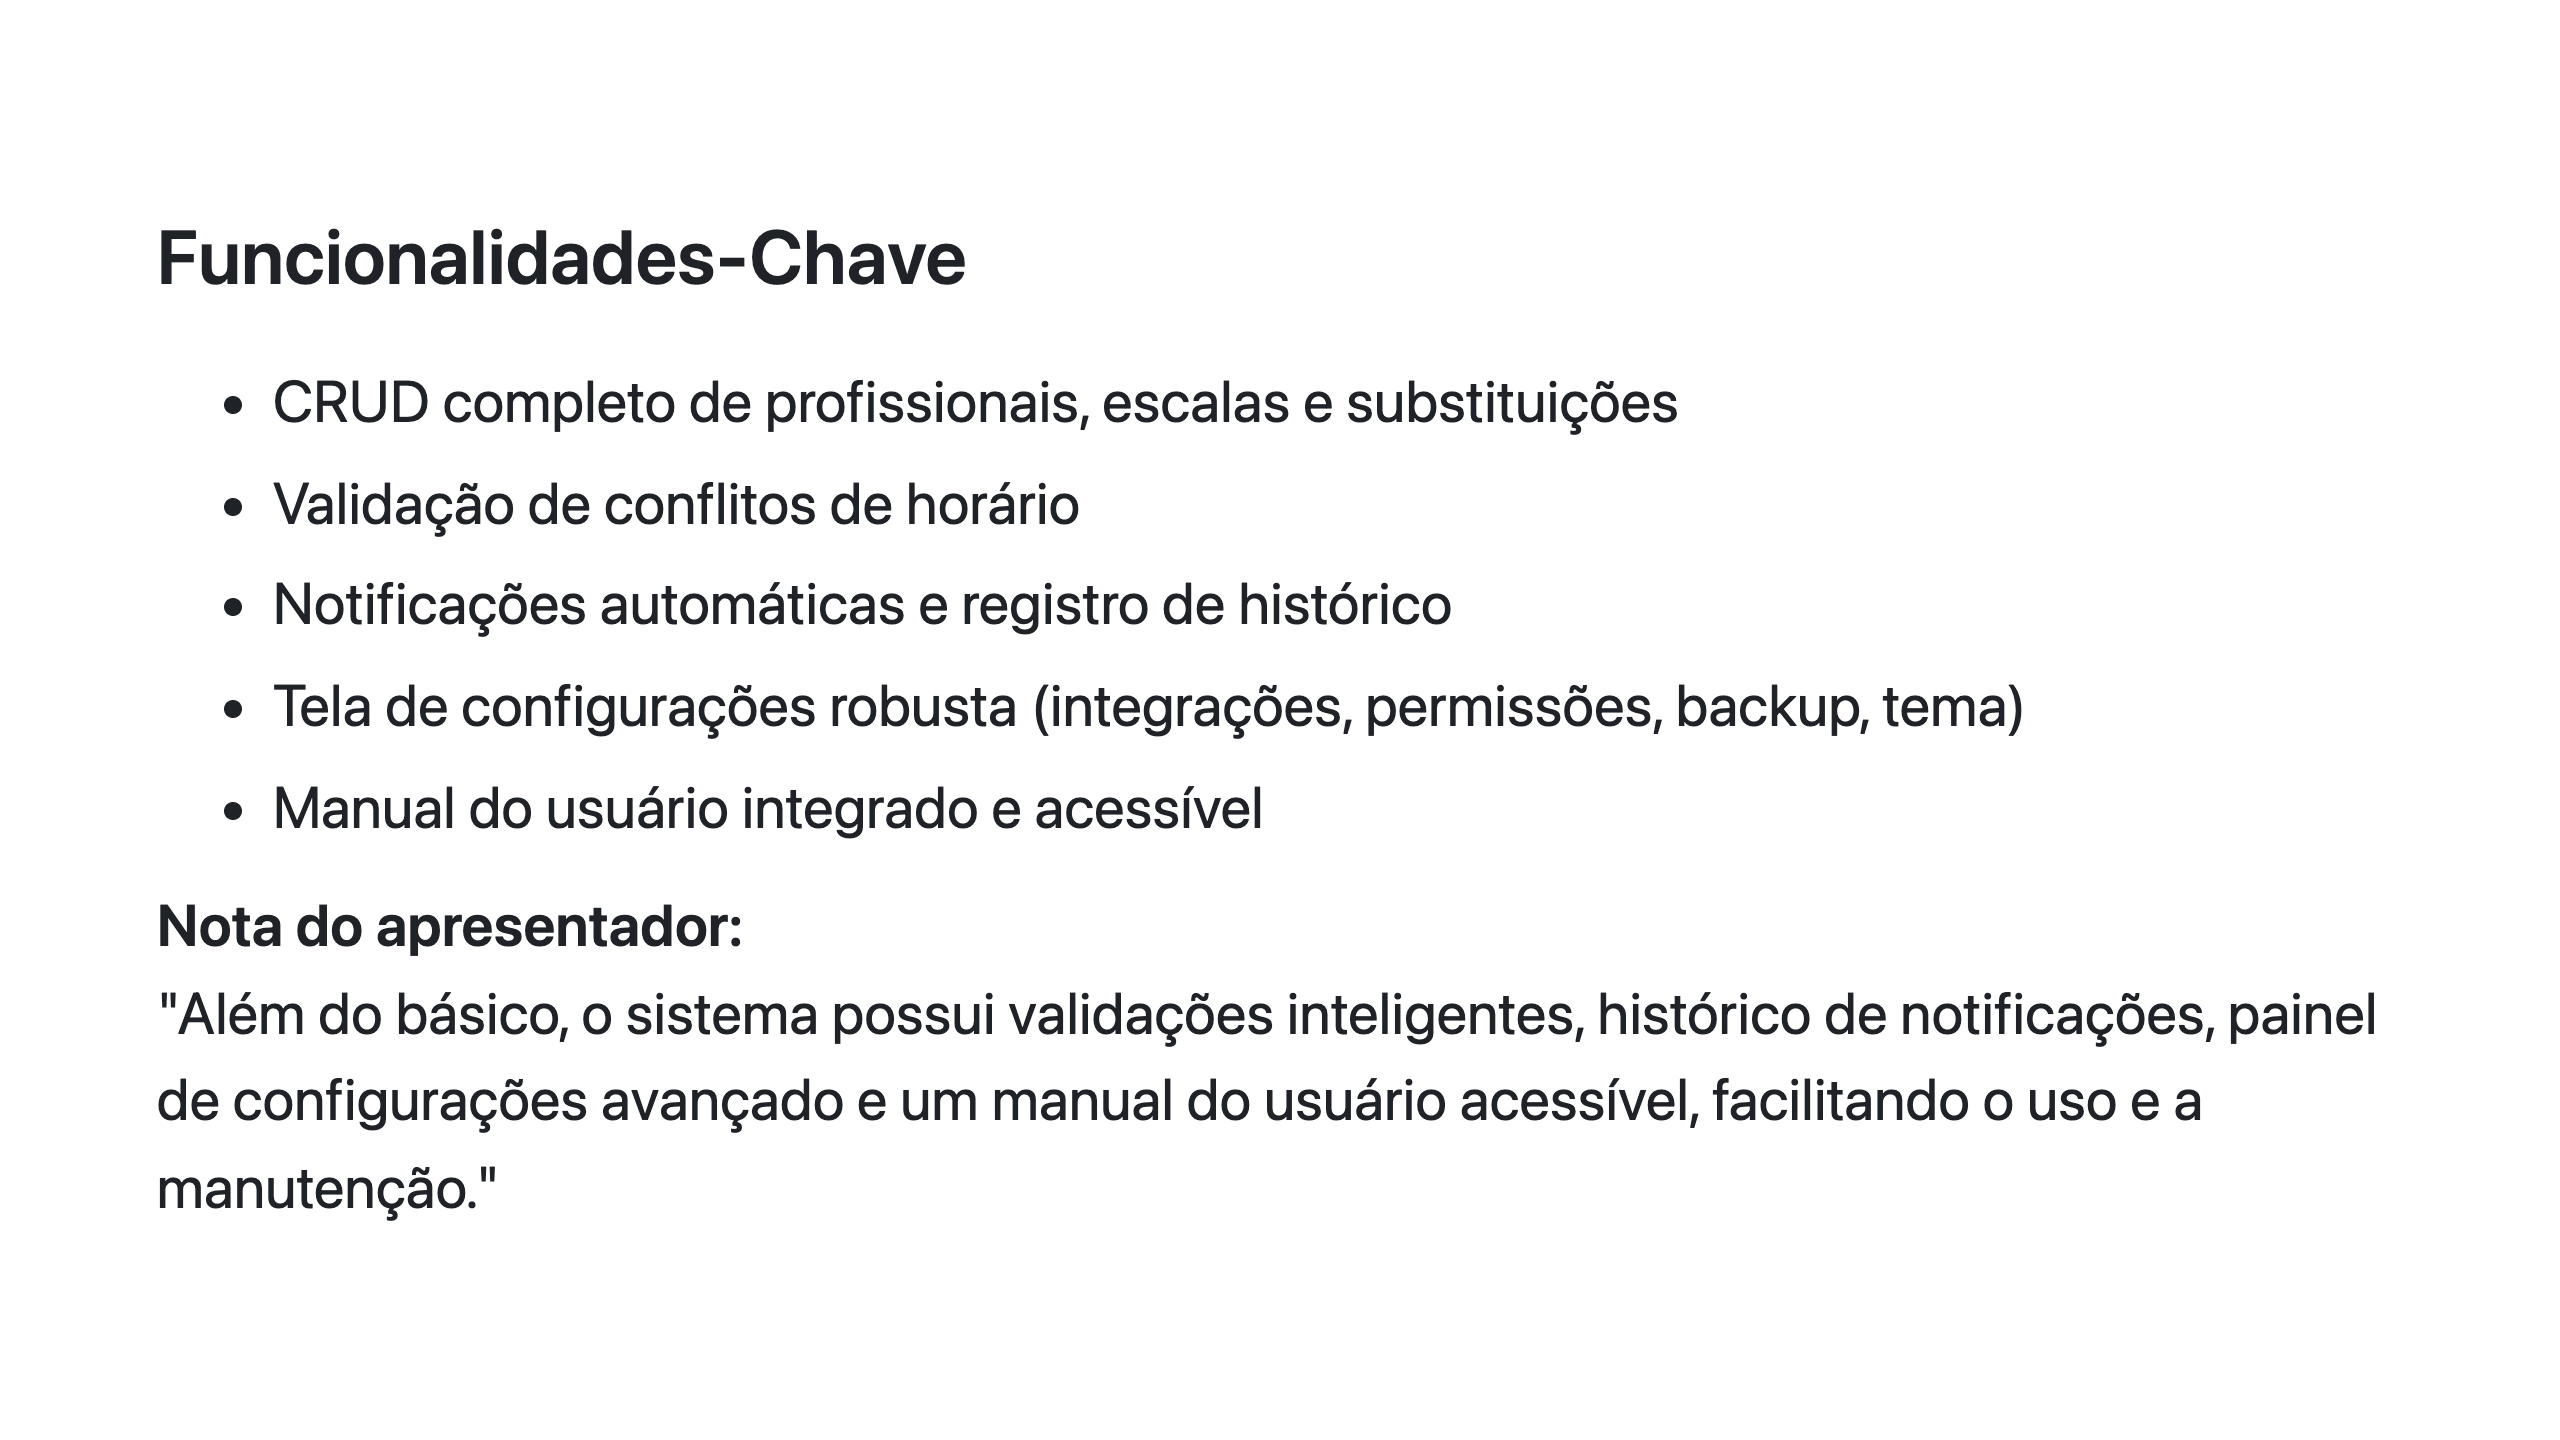 Funcionalidades-Chave
• CRUD completo de profissionais, escalas e substituições
• Validação de conflitos de horário
• Notificações automáticas e registro de histórico
• Tela de configurações robusta (integrações, permissões, backup, tema)
• Manual do usuário integrado e acessível
Nota do apresentador:
"Além do básico, o sistema possui validações inteligentes, histórico de notificações, painel
de configurações avançado e um manual do usuário acessível, facilitando o uso e a
manutenção."